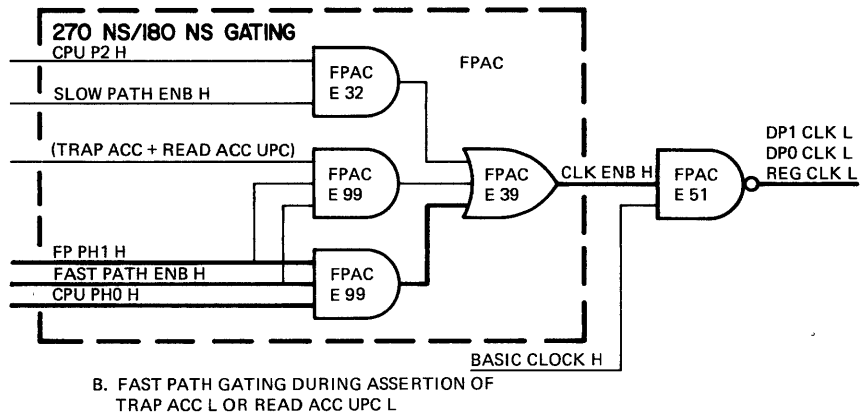 270 NS/180 NS GATING
CPU P2 H
FPAC
E 32
FPAC
SLOW PATH ENB H
(TRAP ACC + READ ACC UPC)
FPAC
E 99
FPAC
E 39
CLK ENB H
FPAC
E 51
DP1 CLK L
DP0 CLK L
REG CLK L
FP PH1 H
FAST PATH ENB H
CPU PH0 H
FPAC
E 99
BASIC CLOCK H
B. FAST PATH GATING DURING ASSERTION OF
TRAP ACC L OR READ ACC UPC L